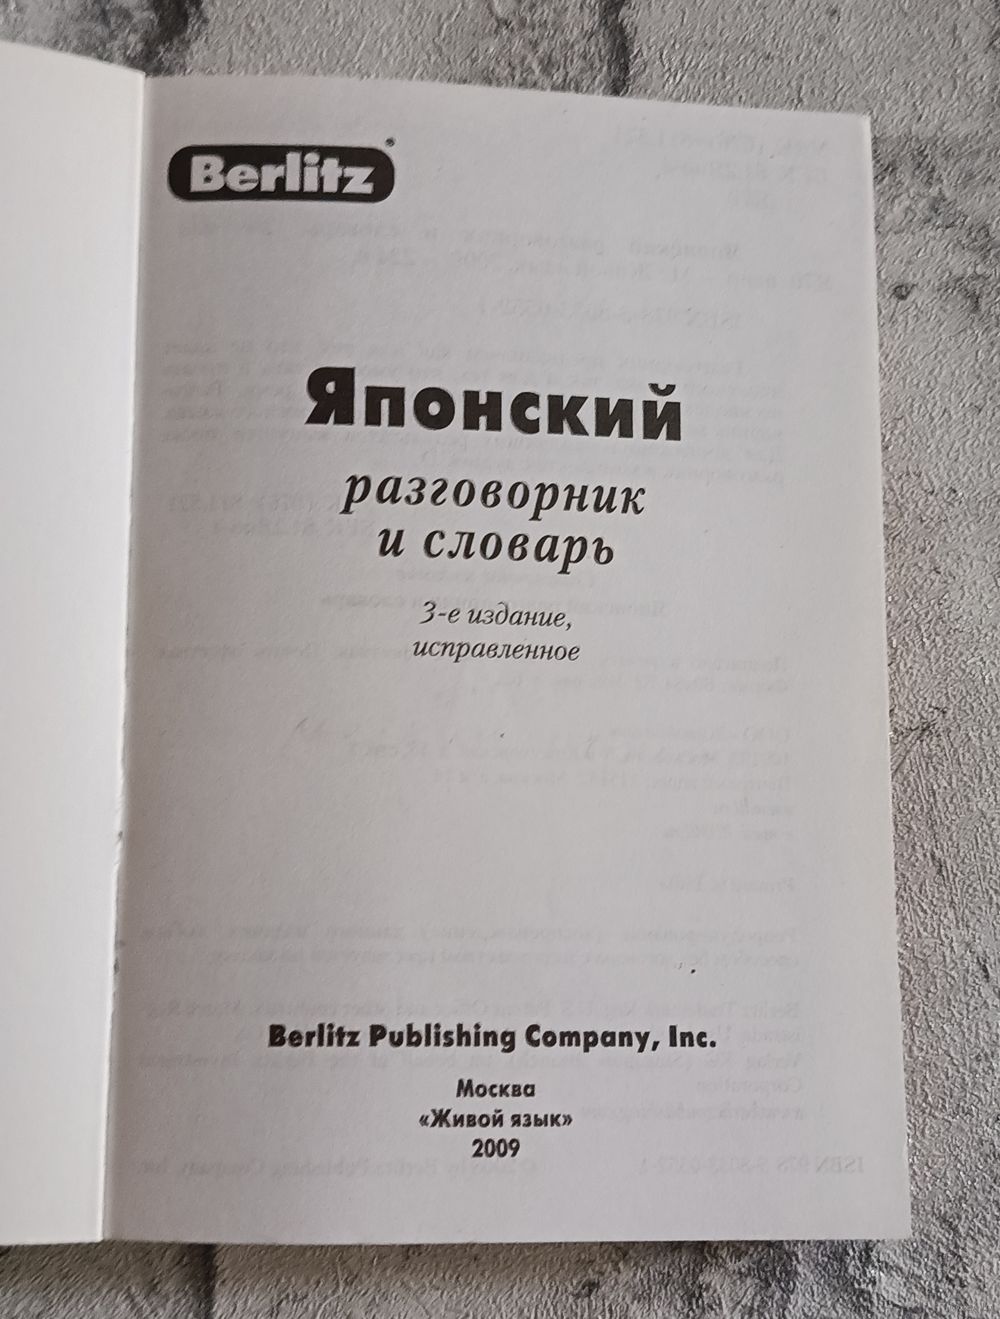 Berlitz®
Японский
разговорник
и словарь
3-е издание,
исправленное
Berlitz Publishing Company, Inc.
Москва
«Живой язык»
2009